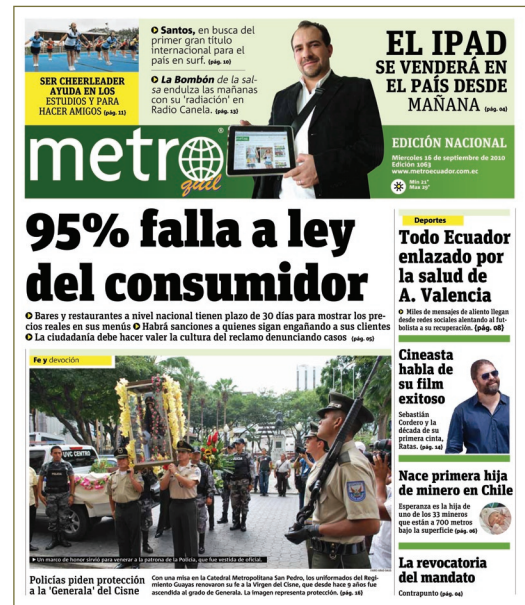 SER CHEERLEADER
AYUDA EN LOS
ESTUDIOS Y PARA
HACER AMIGOS (pág. 11)
Santos, en busca del
primer gran título
internacional para el
país en surf. (pág. 10)
La Bombón de la sal-
sa endulza las mañanas
con su 'radiación' en
Radio Canela. (pág. 13)
EL IPAD
SE VENDERÁ EN
EL PAÍS DESDE
MAÑANA (pág. 04)
metro
quil
EDICIÓN NACIONAL
Miercoles 16 de septiembre de 2010
Edición 1063
www.metroecuador.com.ec
Min 21°
Max 29°
95% falla a ley
del consumidor
Bares y restaurantes a nivel nacional tienen plazo de 30 días para mostrar los pre-
cios reales en sus menús Habrá sanciones a quienes sigan engañando a sus clientes
La ciudadanía debe hacer valer la cultura del reclamo denunciando casos (pág. 05)
Deportes
Todo Ecuador
enlazado por
la salud de
A. Valencia
Miles de mensajes de aliento llegan
desde redes sociales alentando al fut-
bolista a su recuperación. (pág. 08)
Cineasta
habla de
su film
exitoso
Sebastián
Cordero y la
década de su
primera cinta,
Ratas. (pág. 14)
Nace primera hija
de minero en Chile
Esperanza es la hija de
uno de los 33 mineros
que están a 700 metros
bajo la superficie (pág. 06)
La revocatoria
del mandato
Contrapunto (pág. 04)
Fe y devoción
UVC CENTRO
Un marco de honor sirvió para venerar a la patrona de la Policía, que fue vestida de oficial.
Policías piden protección
a la 'Generala' del Cisne
Con una misa en la Catedral Metropolitana San Pedro, los uniformados del Regi-
miento Guayas renovaron su fe a la Virgen del Cisne, que desde hace 9 años fue
ascendida al grado de Generala. La imagen representa protección. (pág. 16)